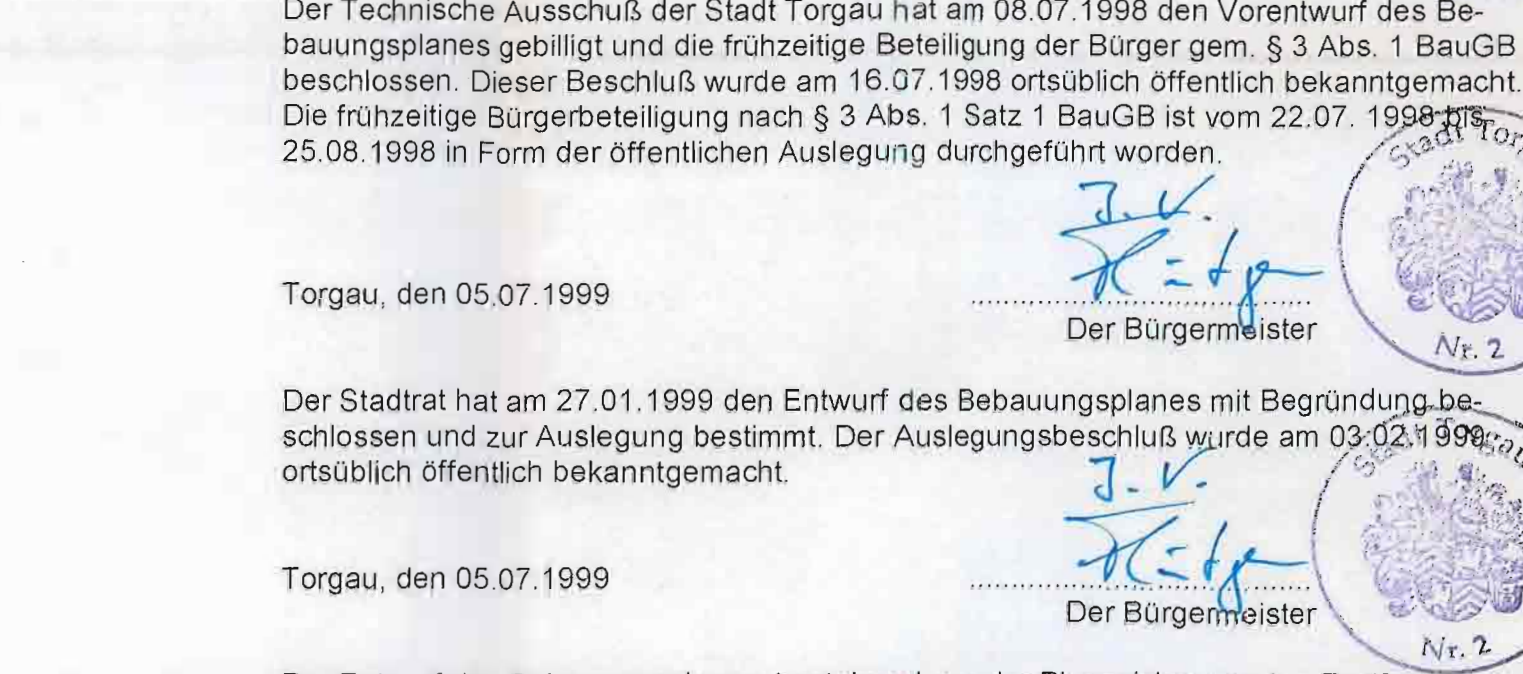 Der Technische Ausschuß der Stadt Torgau hat am 08.07.1998 den Vorentwurf des Be-
bauungsplanes gebilligt und die frühzeitige Beteiligung der Bürger gem. § 3 Abs. 1 BauGB
beschlossen. Dieser Beschluß wurde am 16.07.1998 ortsüblich öffentlich bekanntgemacht.
Die frühzeitige Bürgerbeteiligung nach § 3 Abs. 1 Satz 1 BauGB ist vom 22.07. 1998 bis
25.08.1998 in Form der öffentlichen Auslegung durchgeführt worden.
Stadt Tor
J.V.
Torgau, den 05.07.1999
Der Bürgermeister
Nr. 2
Der Stadtrat hat am 27.01.1999 den Entwurf des Bebauungsplanes mit Begründung be-
schlossen und zur Auslegung bestimmt. Der Auslegungsbeschluß wurde am 03.02.1999
ortsüblich öffentlich bekanntgemacht.
Stadt Torgau
J.V.
Torgau, den 05.07.1999
Der Bürgermeister
Nr. 2